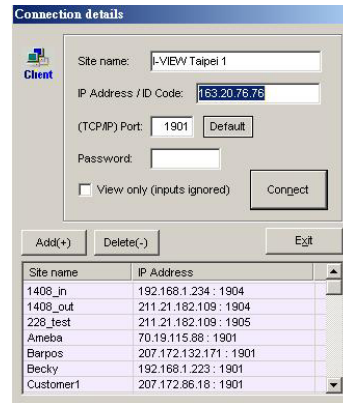 Connection details
Client
Site name: I-VIEW Taipei 1
IP Address / ID Code: 163.20.76.76
(TCP/IP) Port: 1901 Default
Password:
View only (inputs ignored)
Connect
Add(+) Delete(-) Exit
Site name IP Address
1408_in 192.168.1.234 : 1904
1408_out 211.21.182.109 : 1904
228_test 211.21.182.109 : 1905
Ameba 70.19.115.88 : 1901
Barpos 207.172.132.171 : 1901
Becky 192.168.1.223 : 1901
Customer1 207.172.86.18 : 1901